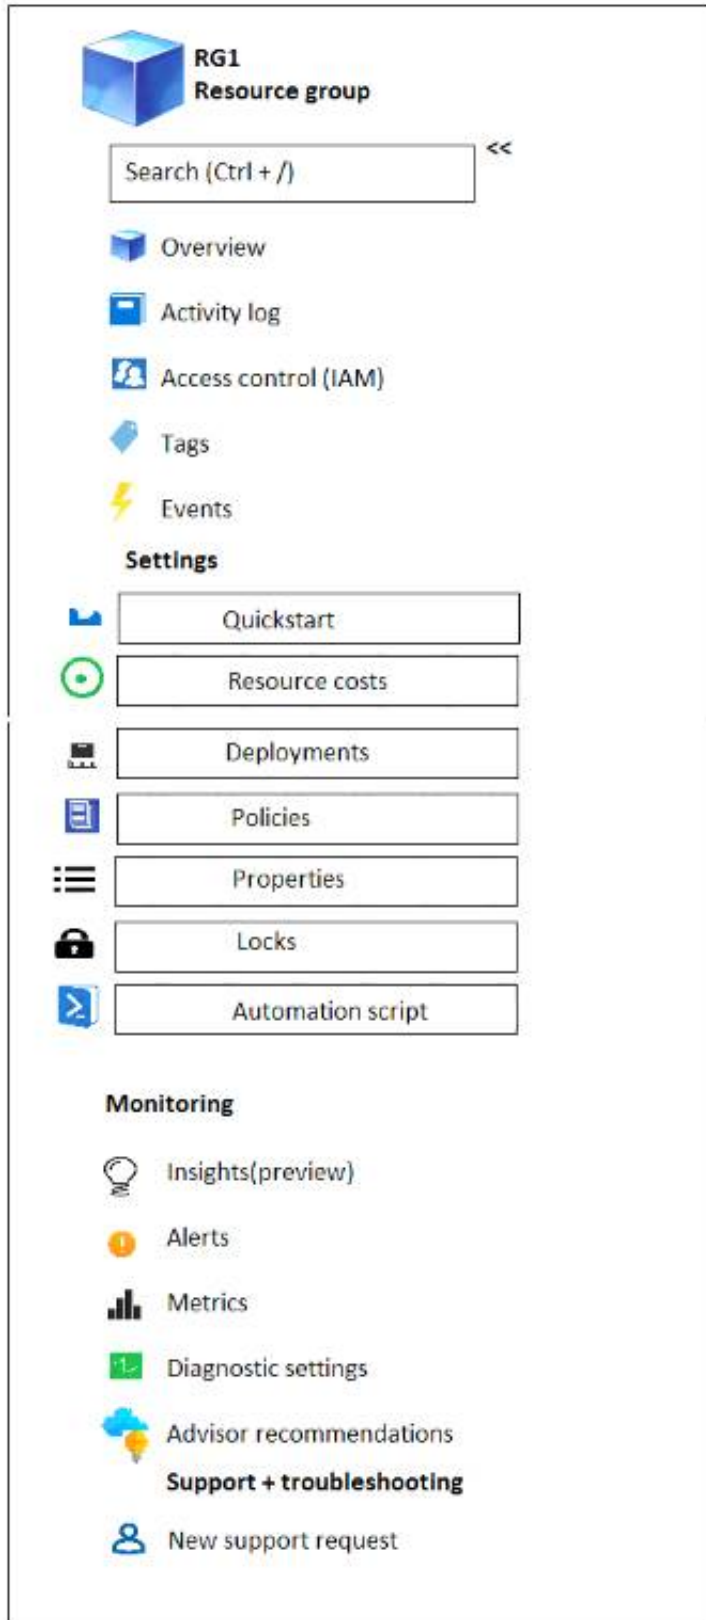 RG1
Resource group
<<
Search (Ctrl + /)
Overview
Activity log
Access control (IAM)
Tags
Events
Settings
Quickstart
Resource costs
Deployments
Policies
Properties
Locks
Automation script
Monitoring
Insights(preview)
Alerts
Metrics
Diagnostic settings
Advisor recommendations
Support + troubleshooting
New support request